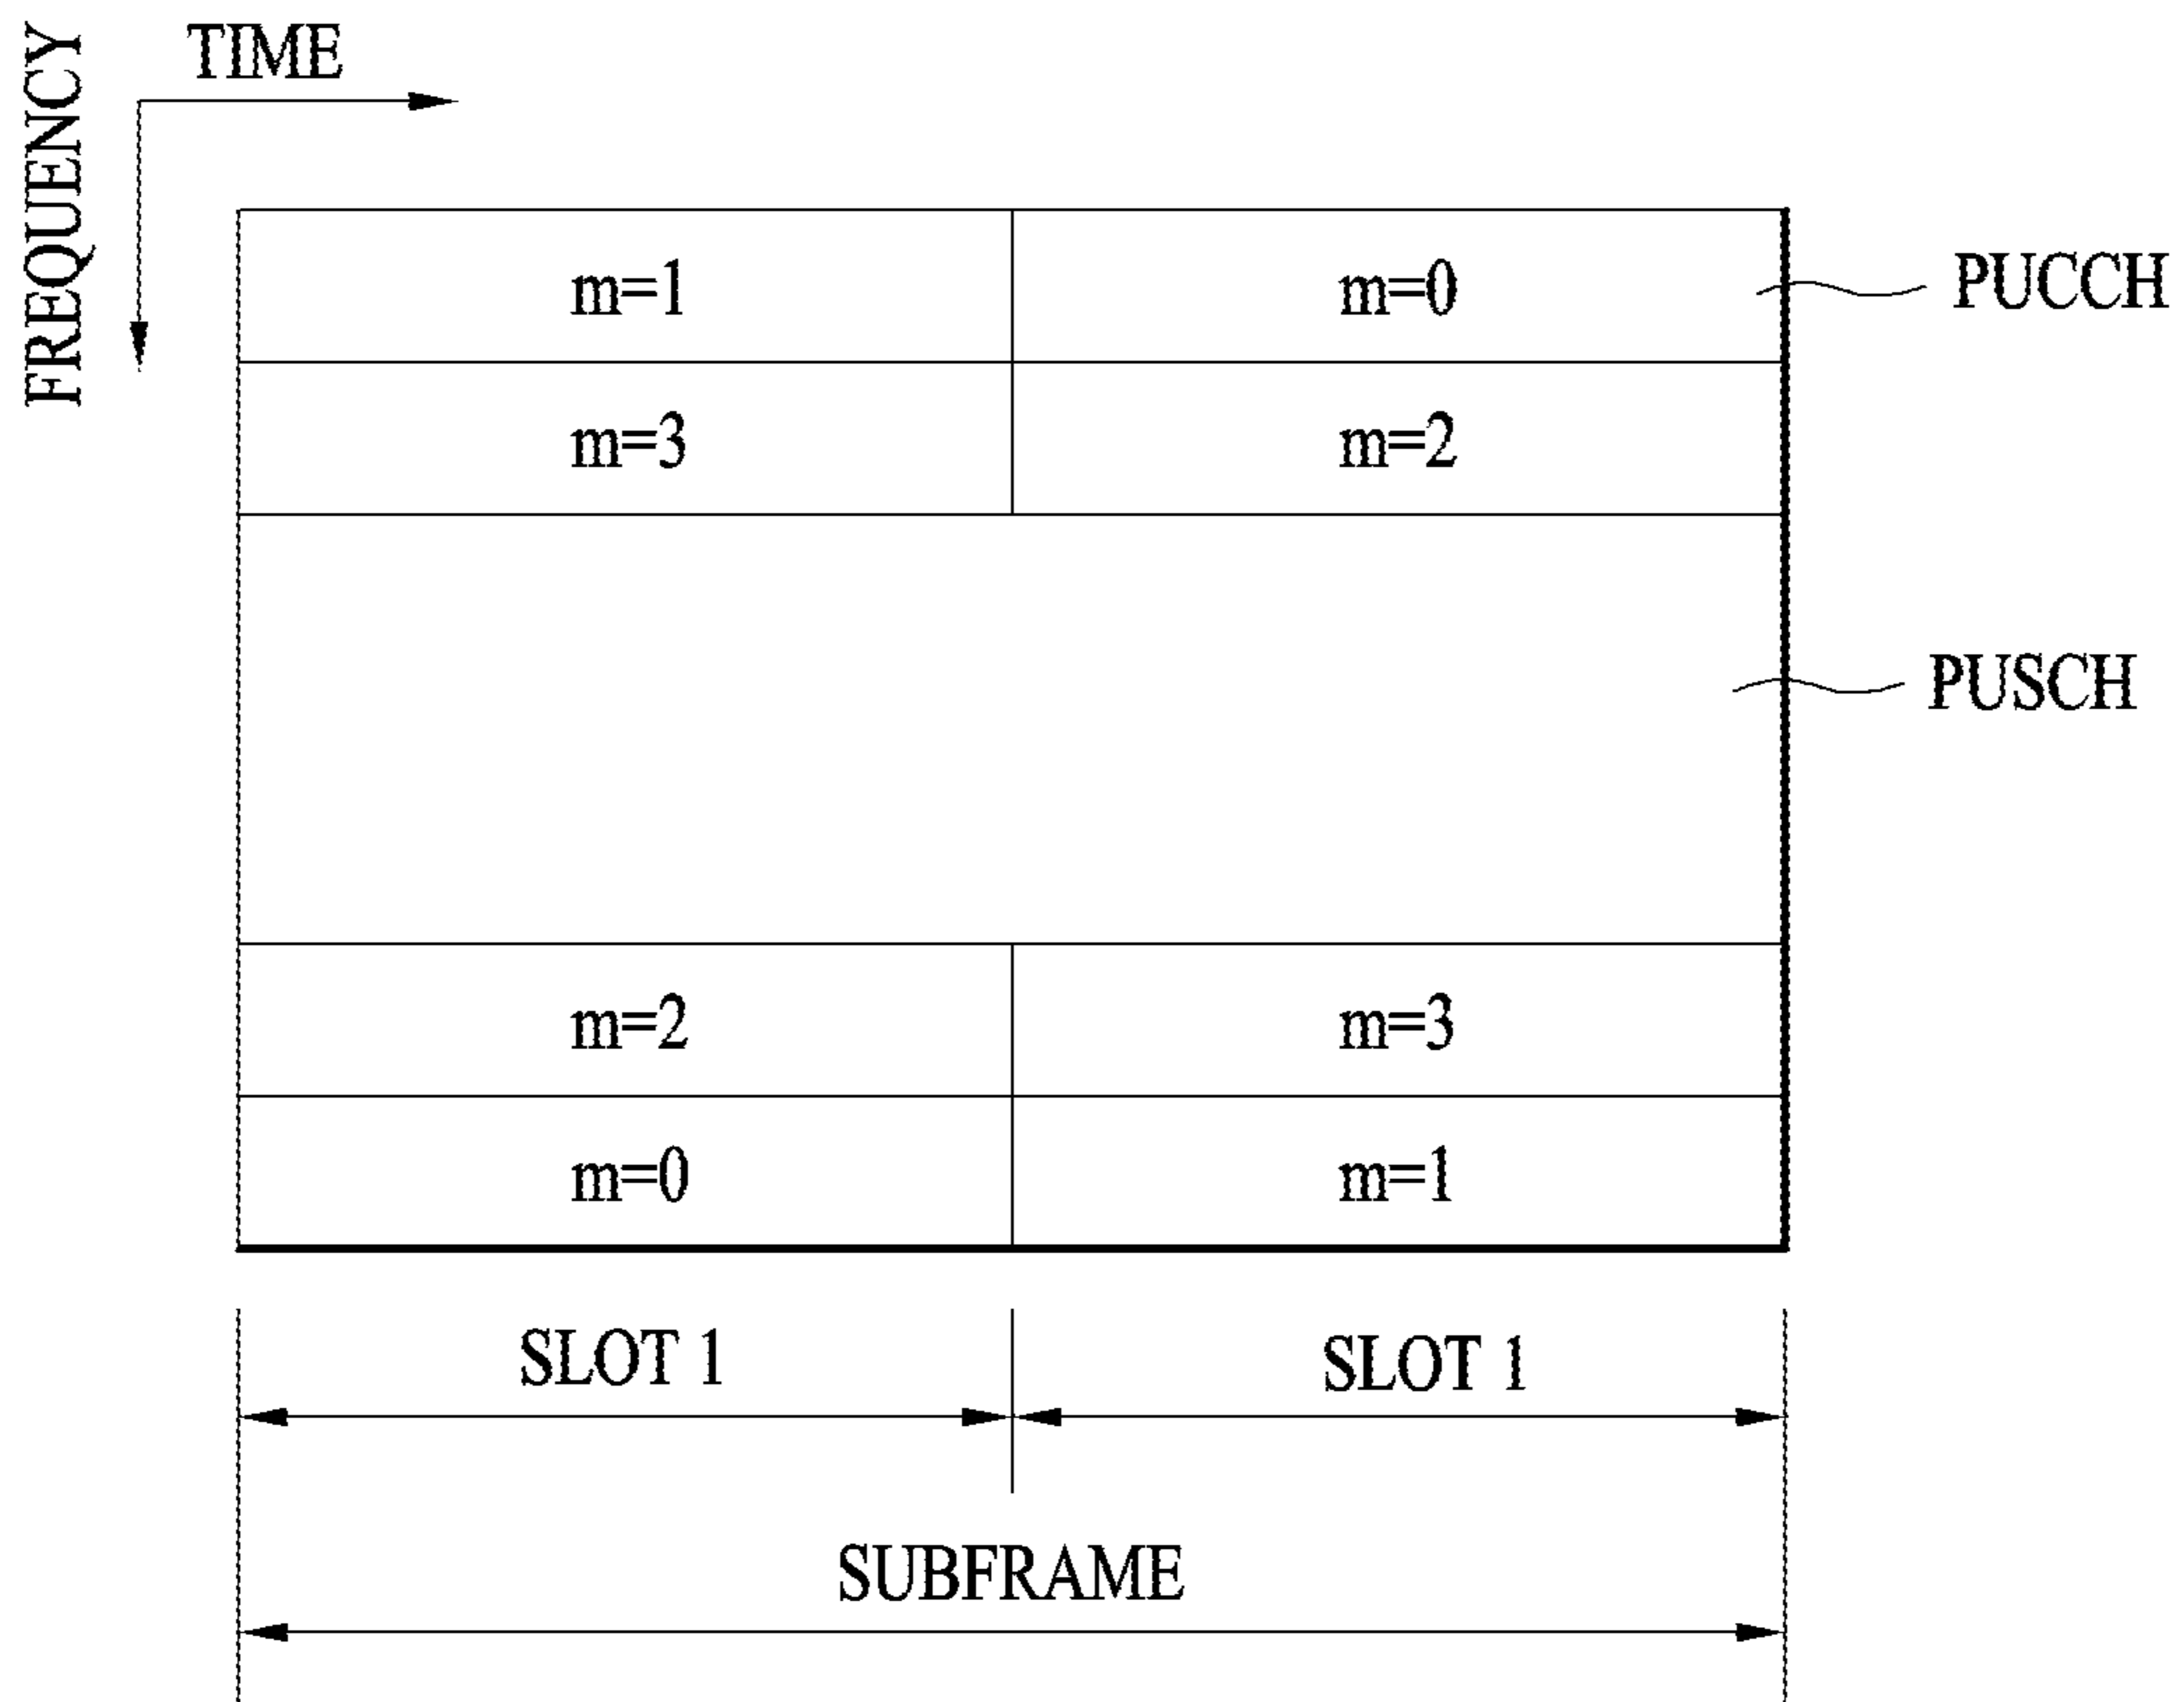 TIME
FREQUENCY
m=1 m=0 PUCCH
m=3 m=2
PUSCH
m=2 m=3
m=0 m=1
SLOT 1 SLOT 1
SUBFRAME